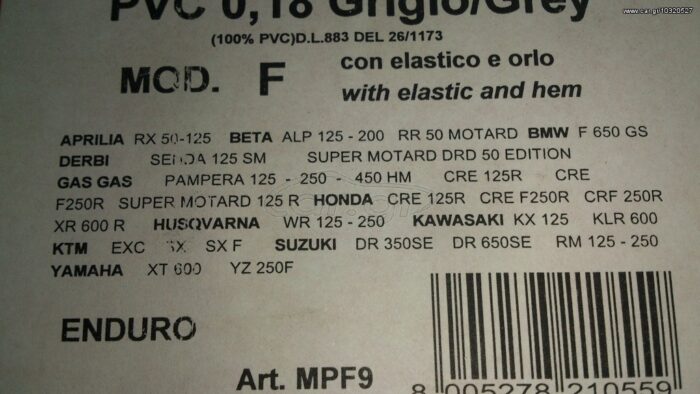 PVC 0,18 Grigio/Grey
(100% PVC)D.L.883 DEL 26/1173
MOD. F con elastico e orlo
with elastic and hem
APRILIA RX 50-125 BETA ALP 125 - 200 RR 50 MOTARD BMW F 650 GS
DERBI SENDA 125 SM SUPER MOTARD DRD 50 EDITION
GAS GAS PAMPERA 125 - 250 - 450 HM CRE 125R CRE
F250R SUPER MOTARD 125 R HONDA CRE 125R CRE F250R CRF 250R
XR 600 R HUSQVARNA WR 125-250 KAWASAKI KX 125 KLR 600
KTM EXC SX SX F SUZUKI DR 350SE DR 650SE RM 125 - 250
YAMAHA XT 600 YZ 250F
ENDURO
Art. MPF9
8 005278 210559